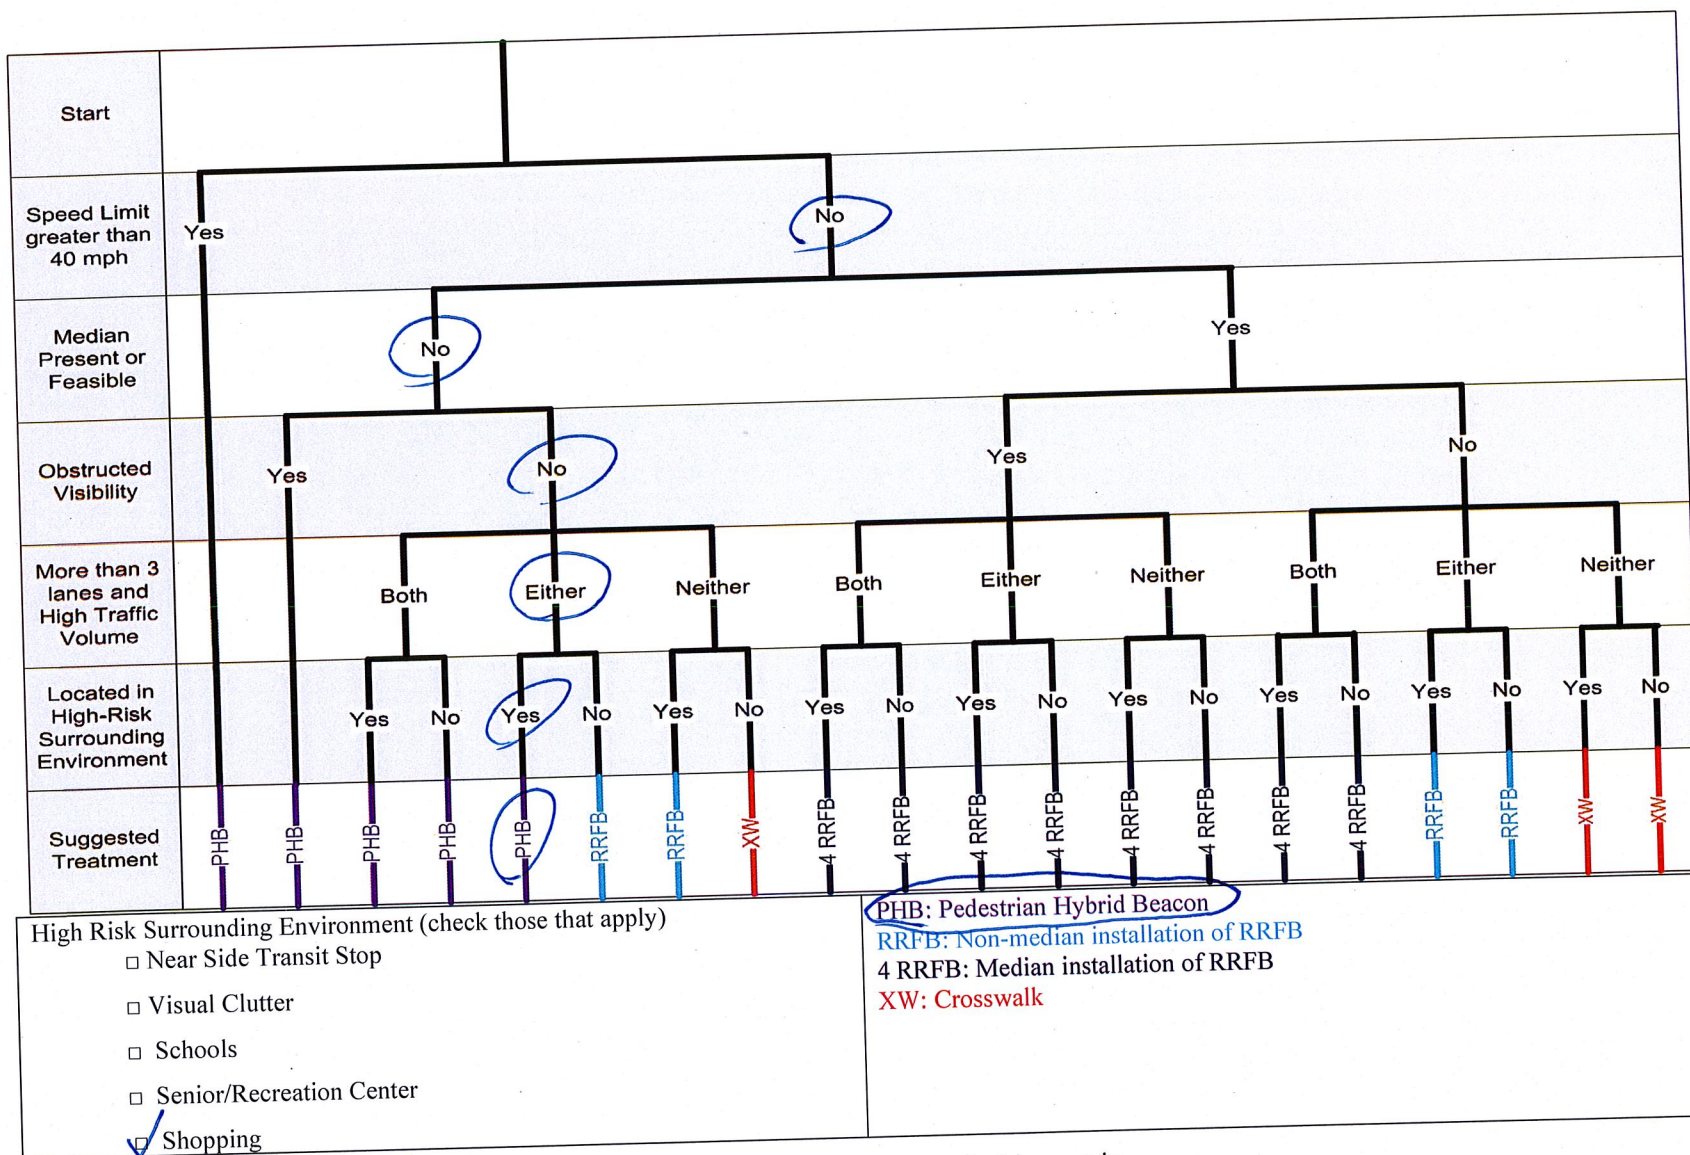 Start
Speed Limit
greater than
40 mph
Yes
No
Median
Present or
Feasible
No
Yes
Obstructed
Visibility
Yes
No
Yes
No
More than 3
lanes and
High Traffic
Volume
Both
Either
Neither
Both
Either
Neither
Both
Either
Neither
Located in
High-Risk
Surrounding
Environment
Yes
No
Yes
No
Yes
No
Yes
No
Yes
No
Yes
No
Yes
No
Yes
No
Yes
No
Suggested
Treatment
PHB
PHB
PHB
PHB
PHB
RRFB
RRFB
XW
4 RRFB
4 RRFB
4 RRFB
4 RRFB
4 RRFB
4 RRFB
4 RRFB
4 RRFB
RRFB
RRFB
XW
XW
High Risk Surrounding Environment (check those that apply)
Near Side Transit Stop
Visual Clutter
Schools
Senior/Recreation Center
Shopping
PHB: Pedestrian Hybrid Beacon
RRFB: Non-median installation of RRFB
4 RRFB: Median installation of RRFB
XW: Crosswalk